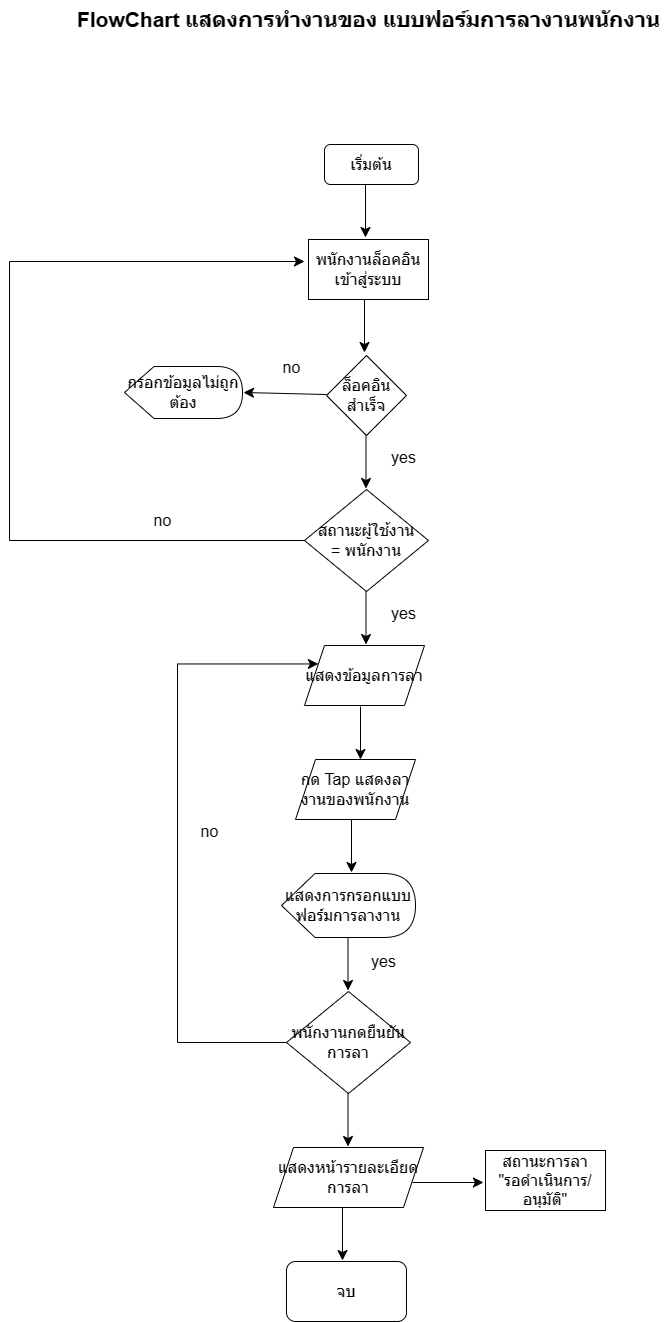 FlowChart แสดงการทำงานของ แบบฟอร์มการลางานพนักงาน
เริ่มต้น
พนักงานล็อคอิน
เข้าสู่ระบบ
no
ล็อคอิน
สำเร็จ
กรอกข้อมูลไม่ถูก
ต้อง
yes
no
สถานะผู้ใช้งาน
= พนักงาน
yes
แสดงข้อมูลการลา
กด Tap แสดงลา
งานของพนักงาน
no
แสดงการกรอกแบบ
ฟอร์มการลางาน
yes
พนักงานกดยืนยัน
การลา
แสดงหน้ารายละเอียด
การลา
สถานะการลา
"รอดำเนินการ/
อนุมัติ"
จบ